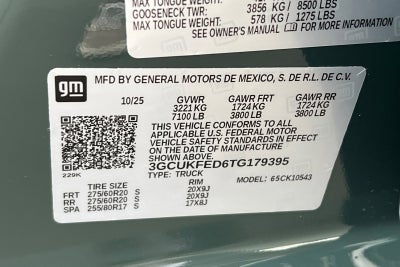 MAX TONGUE WEIGHT:
GOOSENECK TWR: 3856 KG / 8500 LBS
MAX TONGUE WEIGHT: 578 KG / 1275 LBS
SEE OWNER'S MANUAL FOR MORE INFORMATION
gm
MFD BY GENERAL MOTORS DE MEXICO, S. DE R.L. DE C.V.
10/25 GVWR GAWR FRT GAWR RR
3221 KG 1724 KG 1724 KG
7100 LB 3800 LB 3800 LB
THIS VEHICLE CONFORMS TO ALL
APPLICABLE U.S. FEDERAL MOTOR
VEHICLE SAFETY STANDARDS IN EFFECT
ON THE DATE OF MANUFACTURE SHOWN ABOVE.
3GCUKFED6TG179395
229K TYPE: TRUCK MODEL: 65CK10543
TIRE SIZE RIM
FRT 275/60R20 S 20X9J
RR 275/60R20 S 20X9J
SPA 255/80R17 S 17X8J